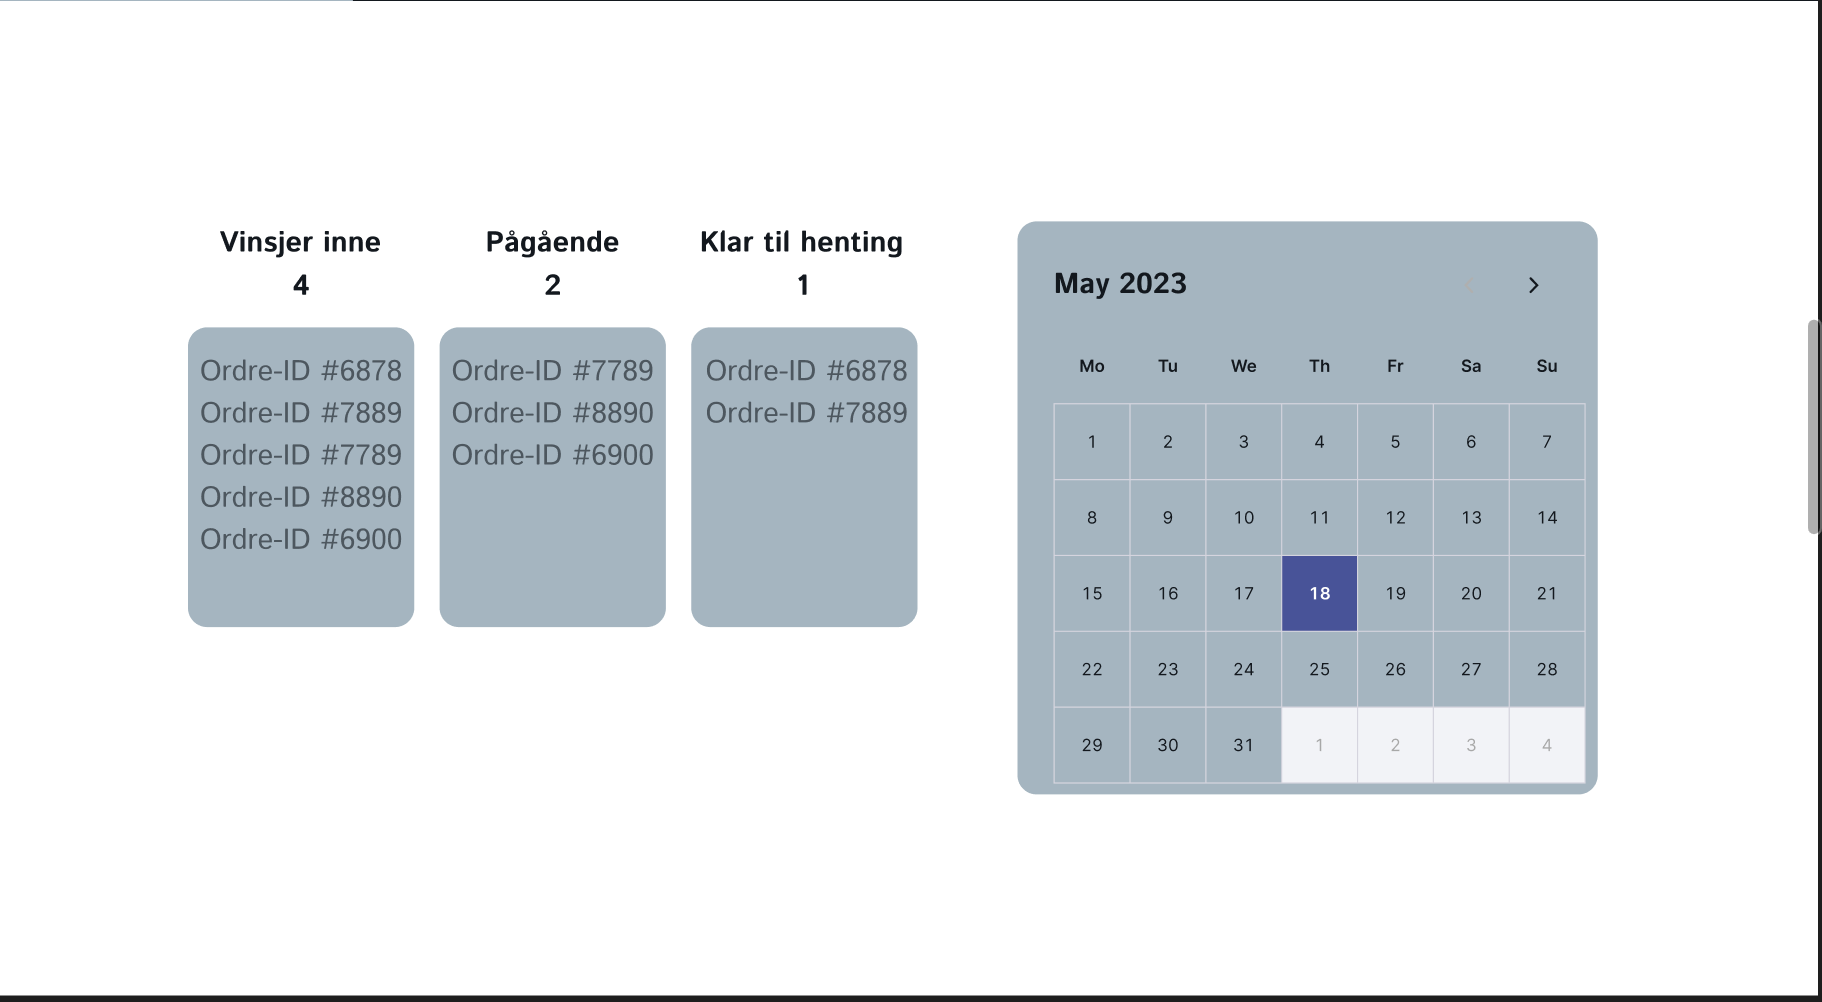 Vinsjer inne
4
Ordre-ID #6878
Ordre-ID #7889
Ordre-ID #7789
Ordre-ID #8890
Ordre-ID #6900
Pågående
2
Ordre-ID #7789
Ordre-ID #8890
Ordre-ID #6900
Klar til henting
1
Ordre-ID #6878
Ordre-ID #7889
May 2023
Mo Tu We Th Fr Sa Su
1 2 3 4 5 6 7
8 9 10 11 12 13 14
15 16 17 18 19 20 21
22 23 24 25 26 27 28
29 30 31 1 2 3 4